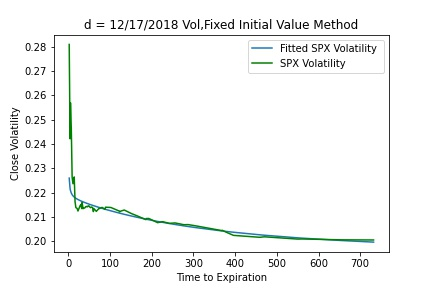 d = 12/17/2018 Vol,Fixed Initial Value Method
Fitted SPX Volatility
SPX Volatility
Close Volatility
0.28
0.27
0.26
0.25
0.24
0.23
0.22
0.21
0.20
0 100 200 300 400 500 600 700
Time to Expiration